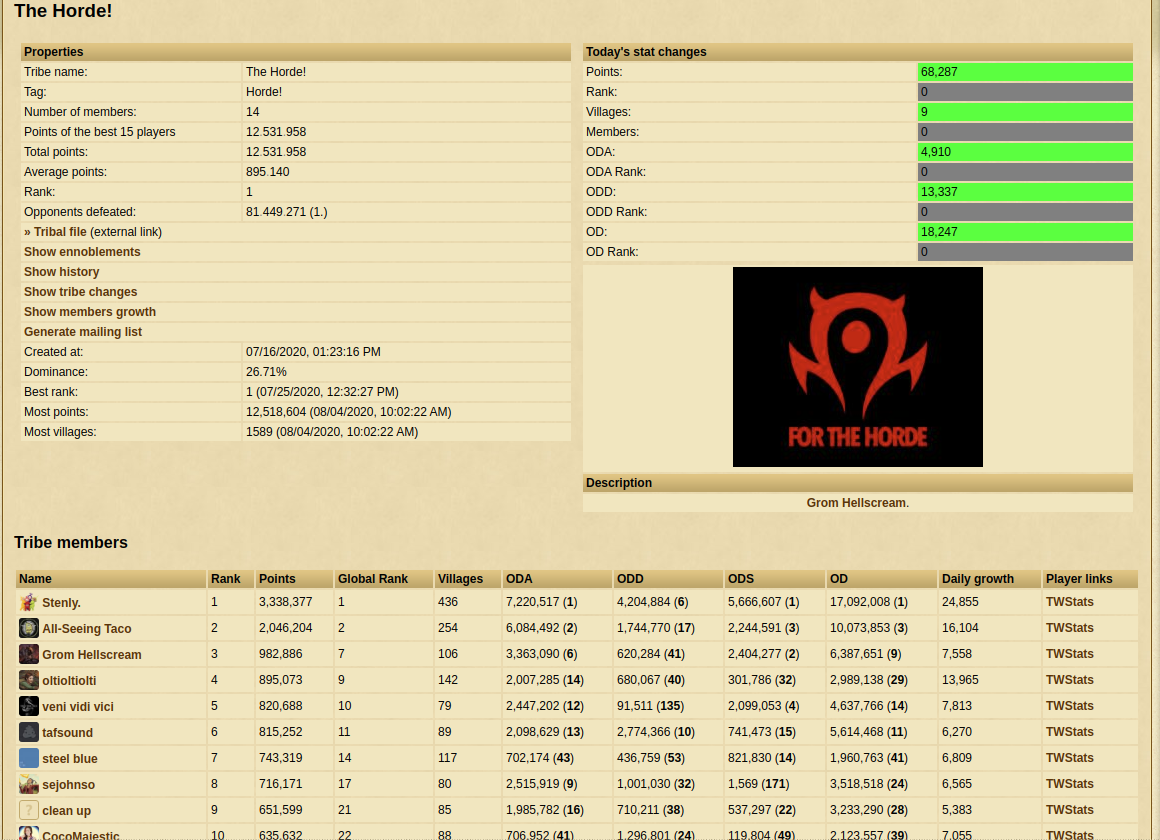 The Horde!
Properties
Tribe name: The Horde!
Tag: Horde!
Number of members: 14
Points of the best 15 players 12.531.958
Total points: 12.531.958
Average points: 895.140
Rank: 1
Opponents defeated: 81.449.271 (1.)
» Tribal file (external link)
Show ennoblements
Show history
Show tribe changes
Show members growth
Generate mailing list
Created at: 07/16/2020, 01:23:16 PM
Dominance: 26.71%
Best rank: 1 (07/25/2020, 12:32:27 PM)
Most points: 12,518,604 (08/04/2020, 10:02:22 AM)
Most villages: 1589 (08/04/2020, 10:02:22 AM)
Today's stat changes
Points: 68,287
Rank: 0
Villages: 9
Members: 0
ODA: 4,910
ODA Rank: 0
ODD: 13,337
ODD Rank: 0
OD: 18,247
OD Rank: 0
FOR THE HORDE
Description
Grom Hellscream.
Tribe members
Name Rank Points Global Rank Villages ODA ODD ODS OD Daily growth Player links
Stenly. 1 3,338,377 1 436 7,220,517 (1) 4,204,884 (6) 5,666,607 (1) 17,092,008 (1) 24,855 TWStats
All-Seeing Taco 2 2,046,204 2 254 6,084,492 (2) 1,744,770 (17) 2,244,591 (3) 10,073,853 (3) 16,104 TWStats
Grom Hellscream 3 982,886 7 106 3,363,090 (6) 620,284 (41) 2,404,277 (2) 6,387,651 (9) 7,558 TWStats
oltioltiolti 4 895,073 9 142 2,007,285 (14) 680,067 (40) 301,786 (32) 2,989,138 (29) 13,965 TWStats
veni vidi vici 5 820,688 10 79 2,447,202 (12) 91,511 (135) 2,099,053 (4) 4,637,766 (14) 7,813 TWStats
tafsound 6 815,252 11 89 2,098,629 (13) 2,774,366 (10) 741,473 (15) 5,614,468 (11) 6,270 TWStats
steel blue 7 743,319 14 117 702,174 (43) 436,759 (53) 821,830 (14) 1,960,763 (41) 6,809 TWStats
sejohnso 8 716,171 17 80 2,515,919 (9) 1,001,030 (32) 1,569 (171) 3,518,518 (24) 6,565 TWStats
clean up 9 651,599 21 85 1,985,782 (16) 710,211 (38) 537,297 (22) 3,233,290 (28) 5,383 TWStats
CocoMajestic 10 635,632 22 88 706,952 (41) 1,296,801 (24) 119,804 (49) 2,123,557 (39) 7,055 TWStats